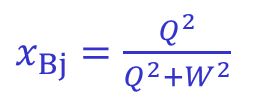 x_Bj = Q^2 / (Q^2+W^2)